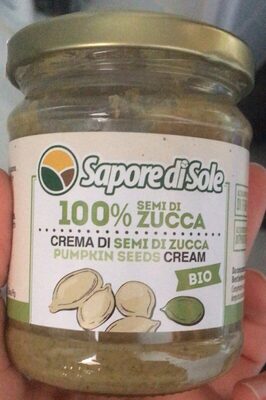 Sapore di Sole
100% SEMI DI ZUCCA
CREMA DI SEMI DI ZUCCA
PUMPKIN SEEDS CREAM
BIO